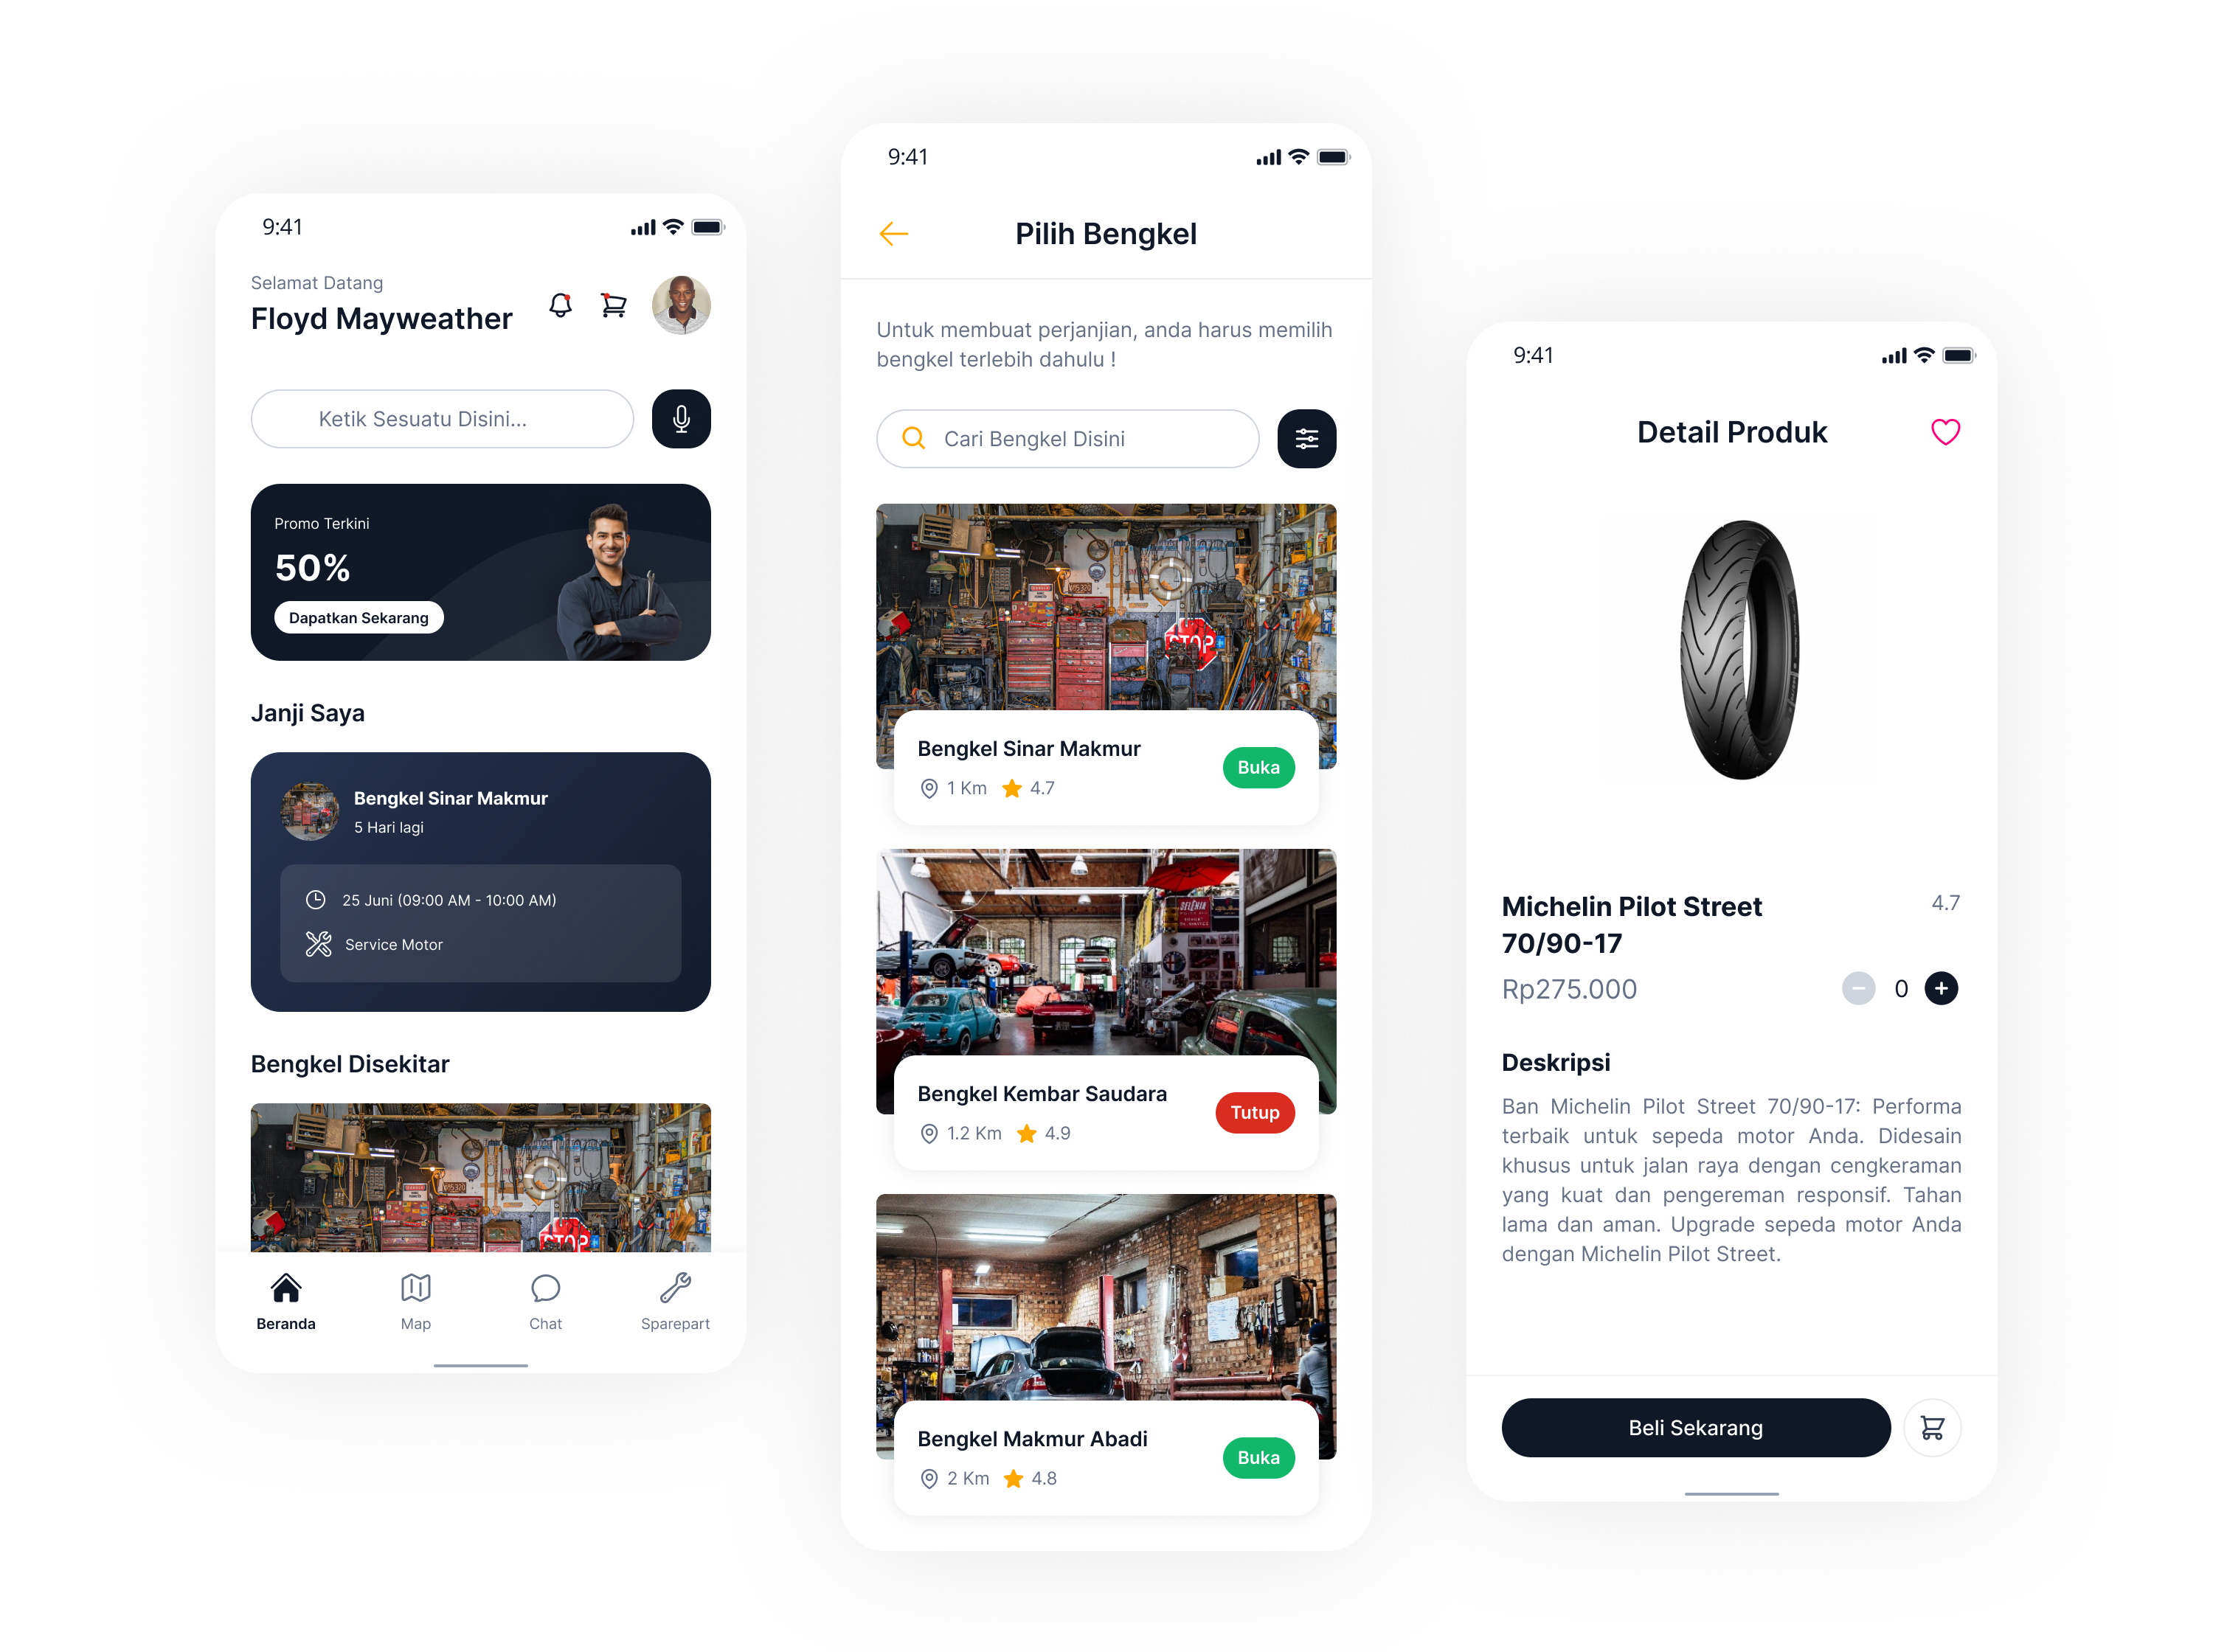 9:41
Selamat Datang
Floyd Mayweather
Ketik Sesuatu Disini...
Promo Terkini
50%
Dapatkan Sekarang
Janji Saya
Bengkel Sinar Makmur
5 Hari lagi
25 Juni (09:00 AM - 10:00 AM)
Service Motor
Bengkel Disekitar
STOP
Beranda
Map
Chat
Sparepart
9:41
Pilih Bengkel
Untuk membuat perjanjian, anda harus memilih
bengkel terlebih dahulu !
Cari Bengkel Disini
STOP
Bengkel Sinar Makmur
Buka
1 Km
4.7
SELENIA
Bengkel Kembar Saudara
Tutup
1.2 Km
4.9
Bengkel Makmur Abadi
Buka
2 Km
4.8
9:41
Detail Produk
Michelin Pilot Street
70/90-17
4.7
Rp275.000
0
Deskripsi
Ban Michelin Pilot Street 70/90-17: Performa
terbaik untuk sepeda motor Anda. Didesain
khusus untuk jalan raya dengan cengkeraman
yang kuat dan pengereman responsif. Tahan
lama dan aman. Upgrade sepeda motor Anda
dengan Michelin Pilot Street.
Beli Sekarang